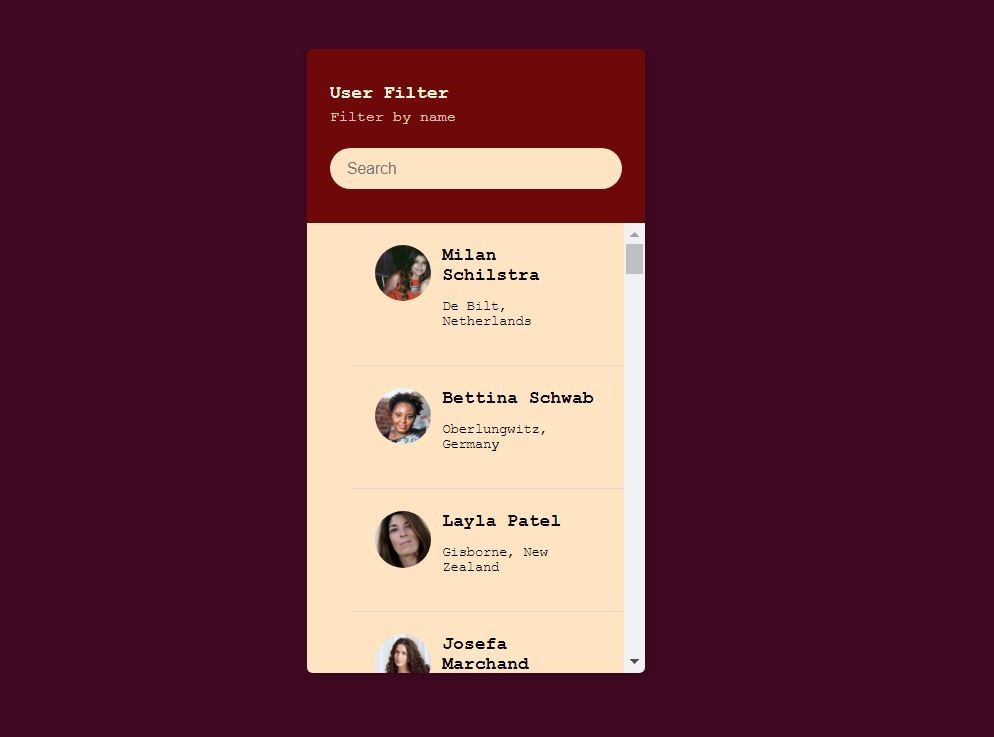 User Filter
Filter by name
Search
Milan
Schilstra
De Bilt,
Netherlands
Bettina Schwab
Oberlungwitz,
Germany
Layla Patel
Gisborne, New
Zealand
Josefa
Marchand